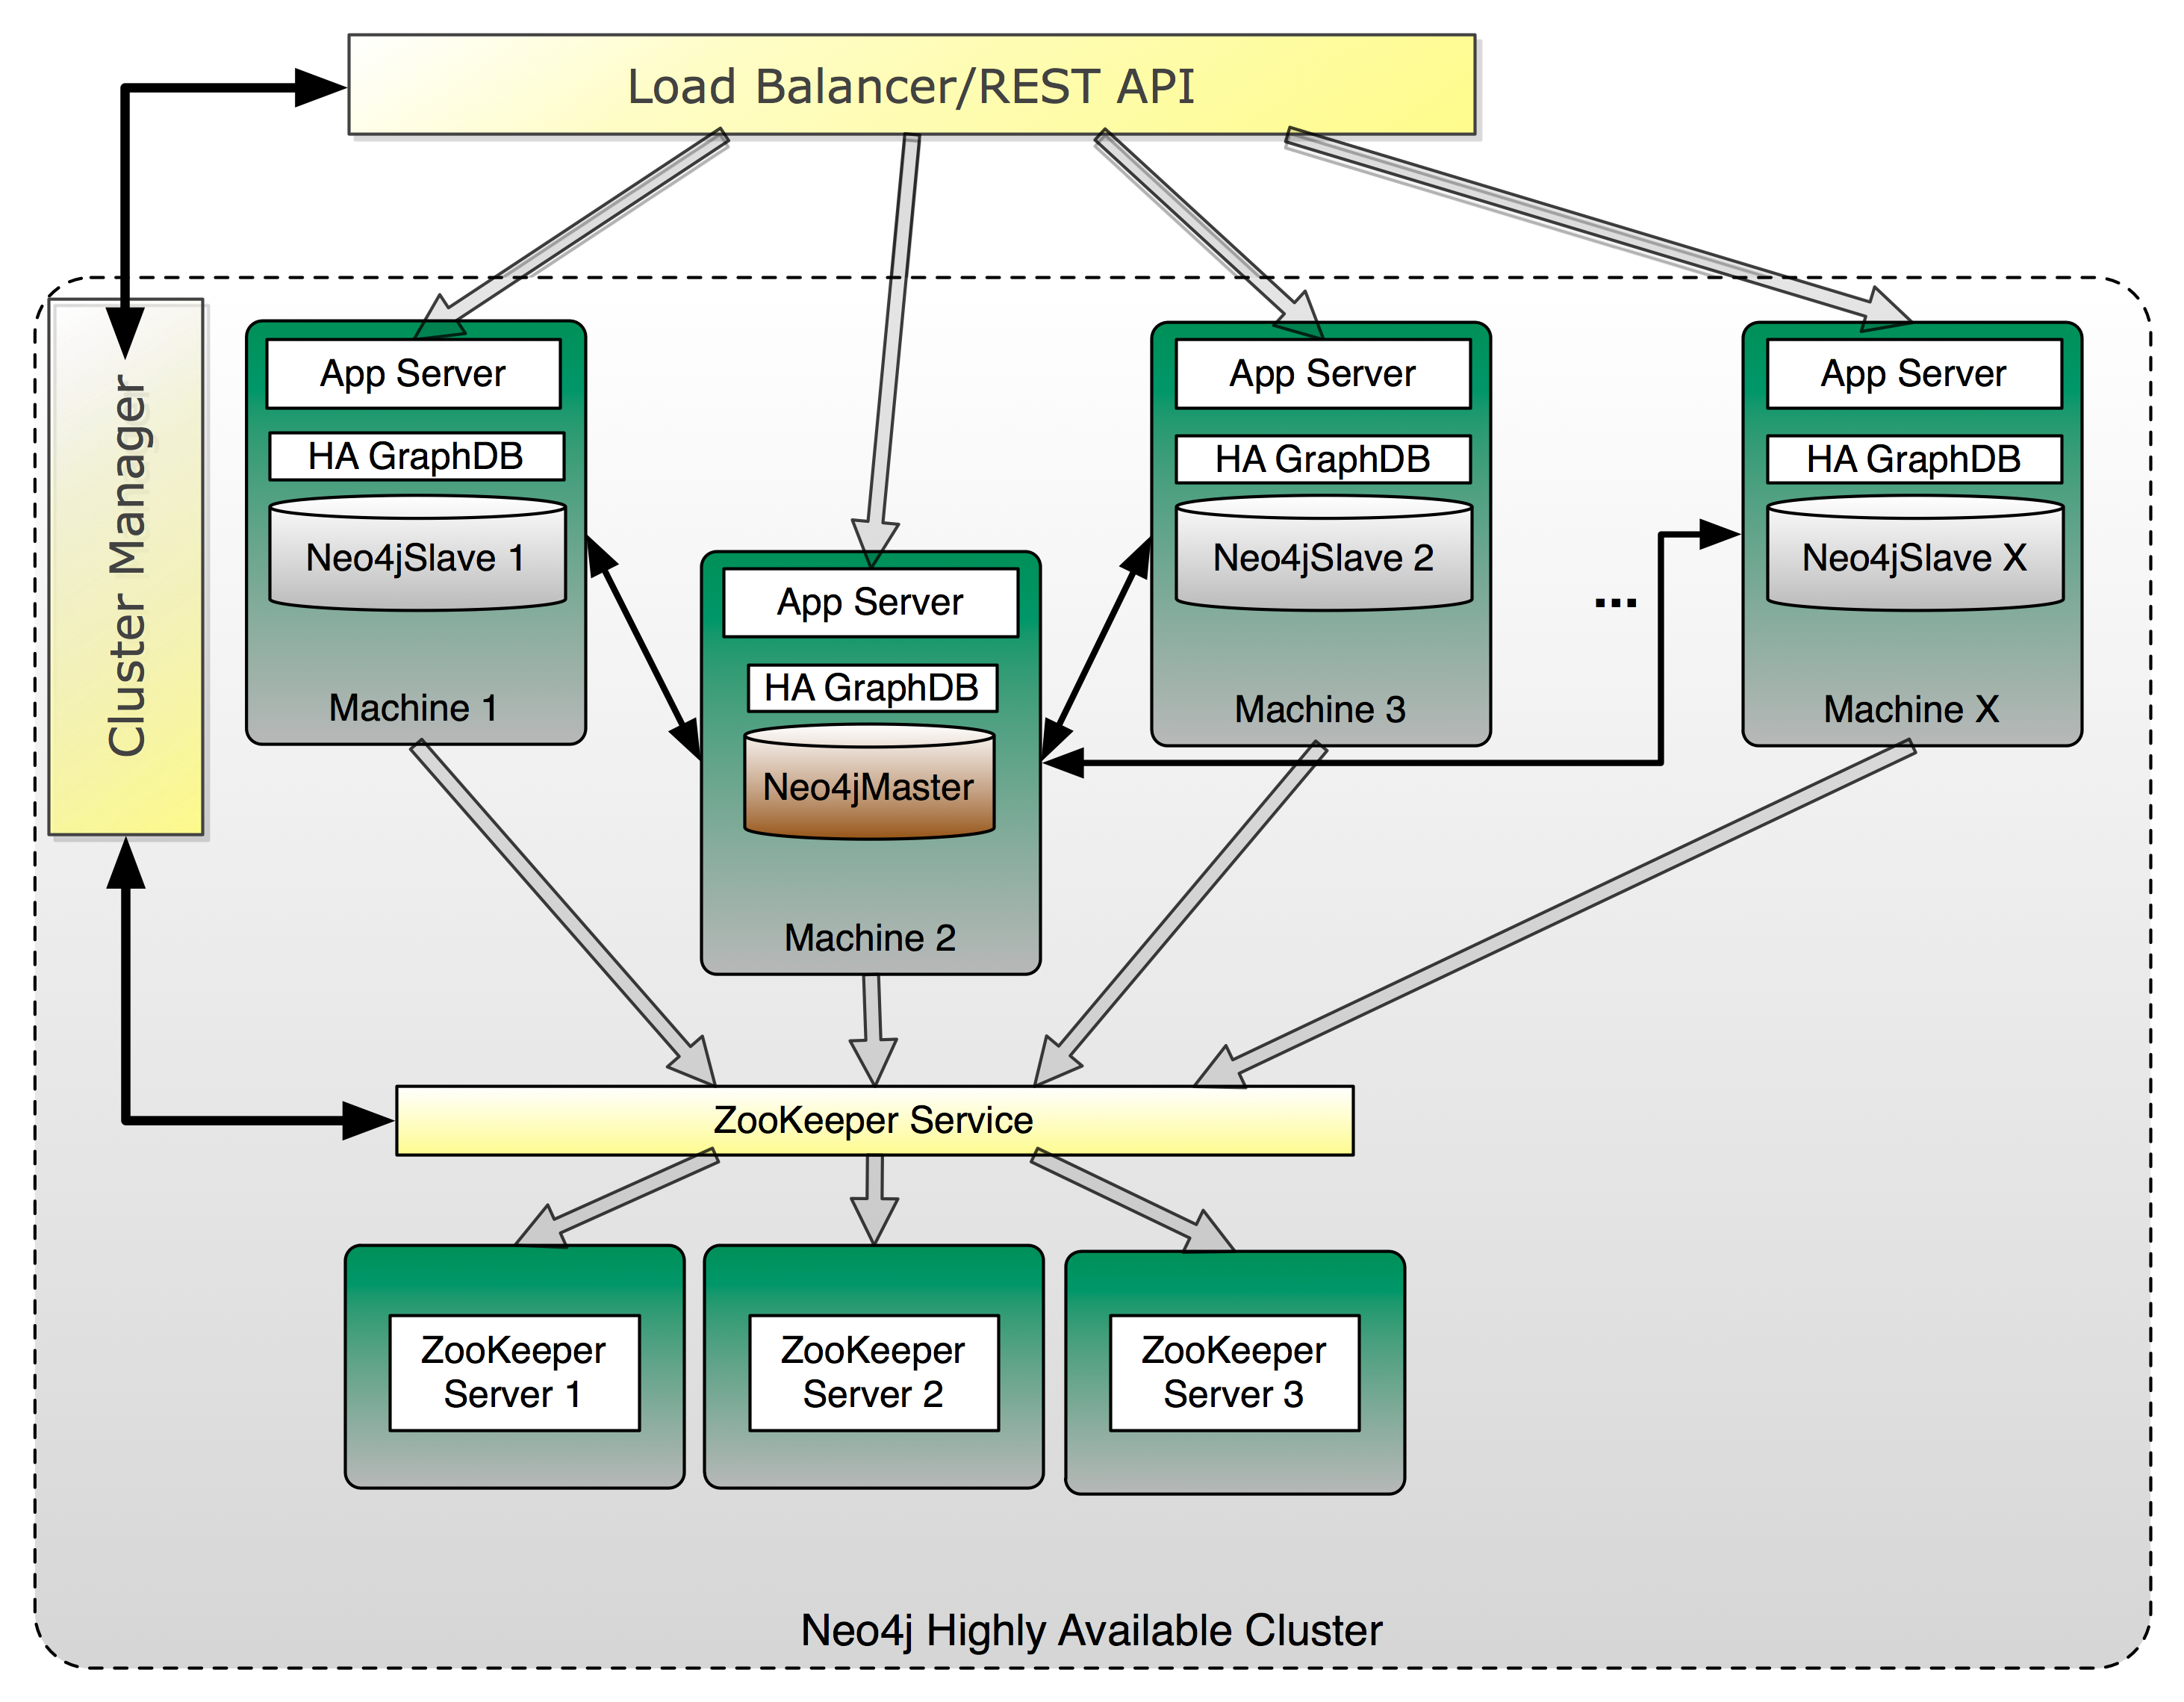 Load Balancer/REST API
Cluster Manager
App Server
HA GraphDB
Neo4jSlave 1
Machine 1
App Server
HA GraphDB
Neo4jMaster
Machine 2
App Server
HA GraphDB
Neo4jSlave 2
Machine 3
...
App Server
HA GraphDB
Neo4jSlave X
Machine X
ZooKeeper Service
ZooKeeper
Server 1
ZooKeeper
Server 2
ZooKeeper
Server 3
Neo4j Highly Available Cluster